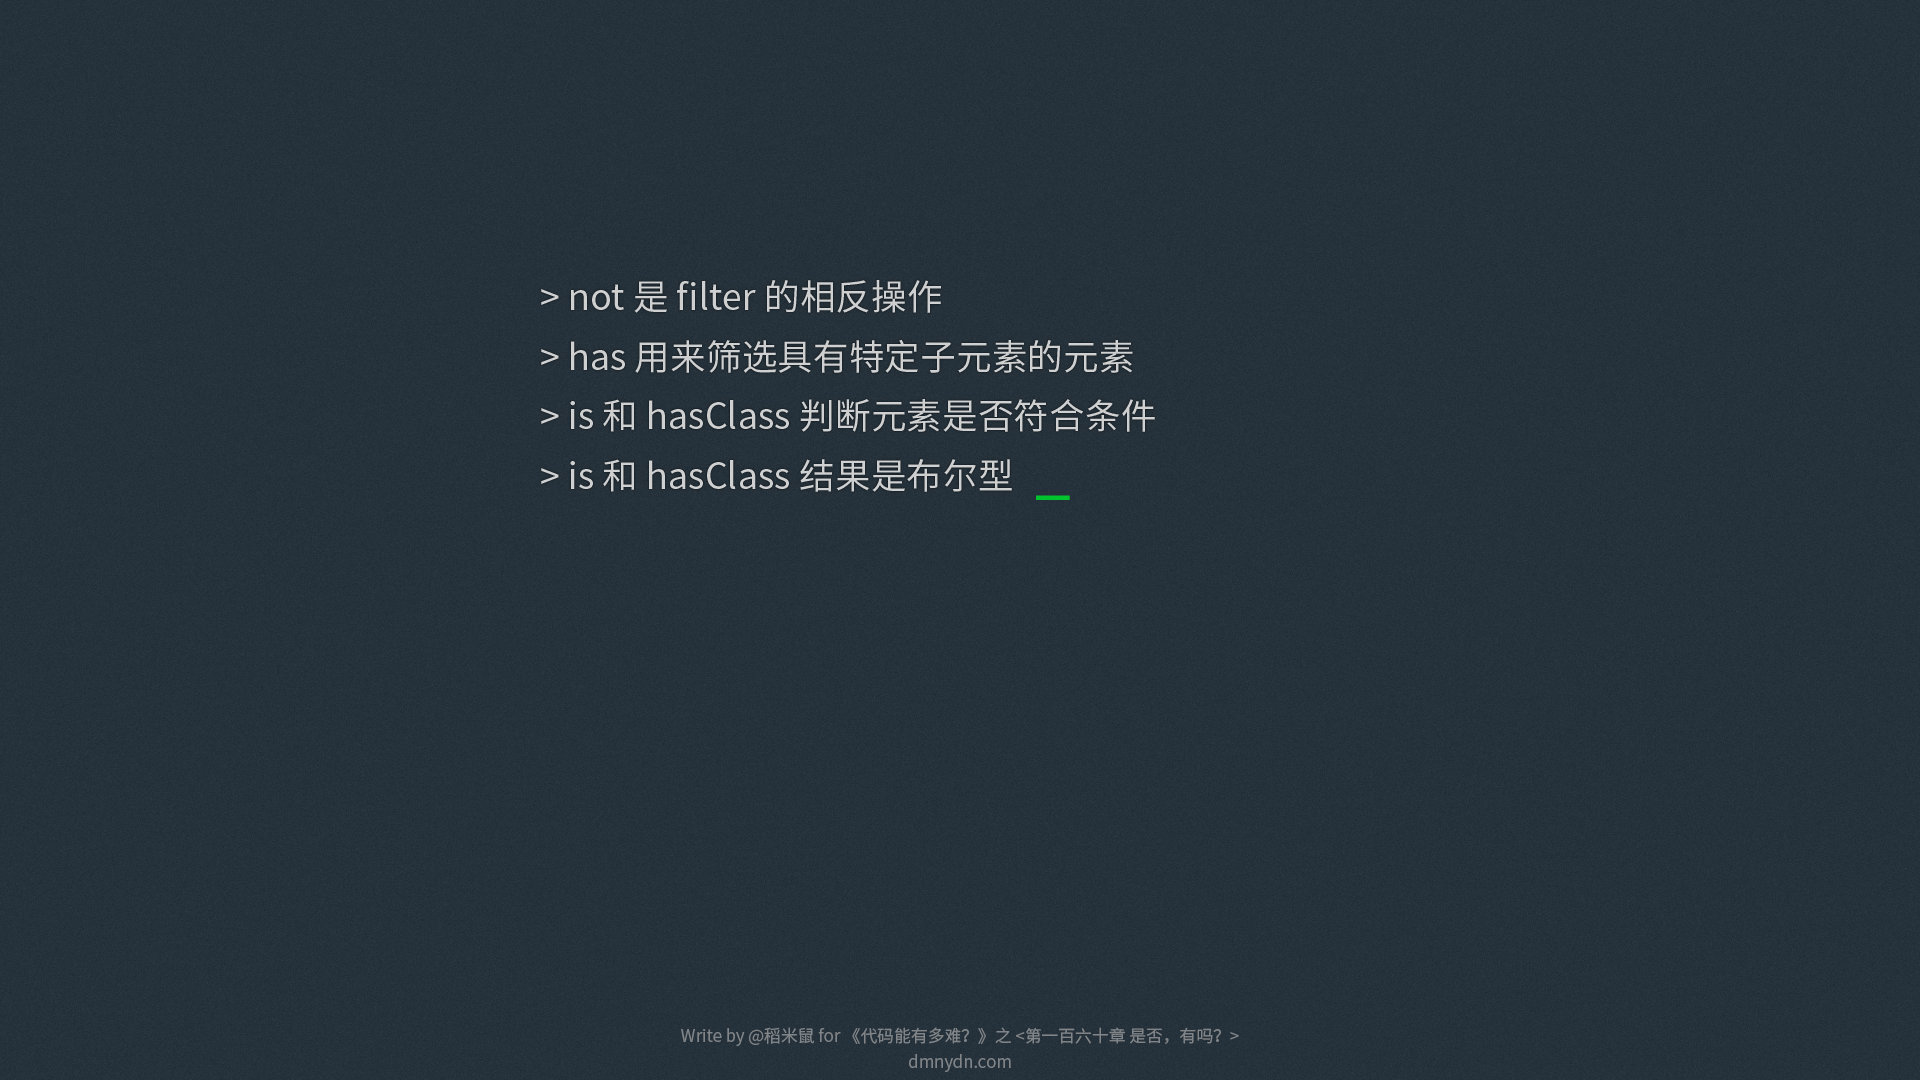 > not 是 filter 的相反操作
> has 用来筛选具有特定子元素的元素
> is 和 hasClass 判断元素是否符合条件
> is 和 hasClass 结果是布尔型
Write by @稻米鼠 for 《代码能有多难？》之 <第一百六十章 是否，有吗？>
dmnydn.com